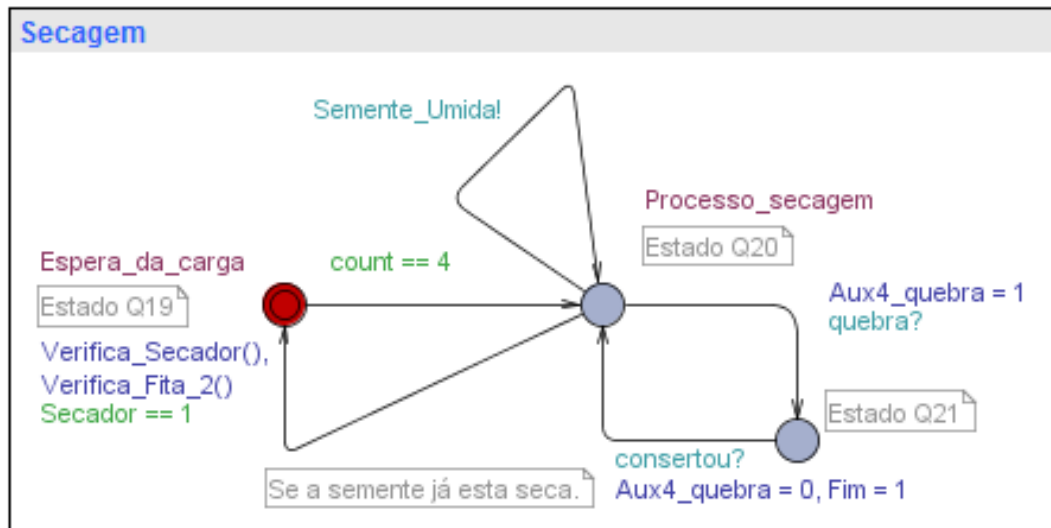 Secagem
Semente_Umida!
Processo_secagem
Estado Q20
Espera_da_carga
count == 4
Estado Q19
Aux4_quebra = 1
quebra?
Verifica_Secador(),
Verifica_Fita_2()
Secador == 1
Estado Q21
consertou?
Se a semente já esta seca.
Aux4_quebra = 0, Fim = 1